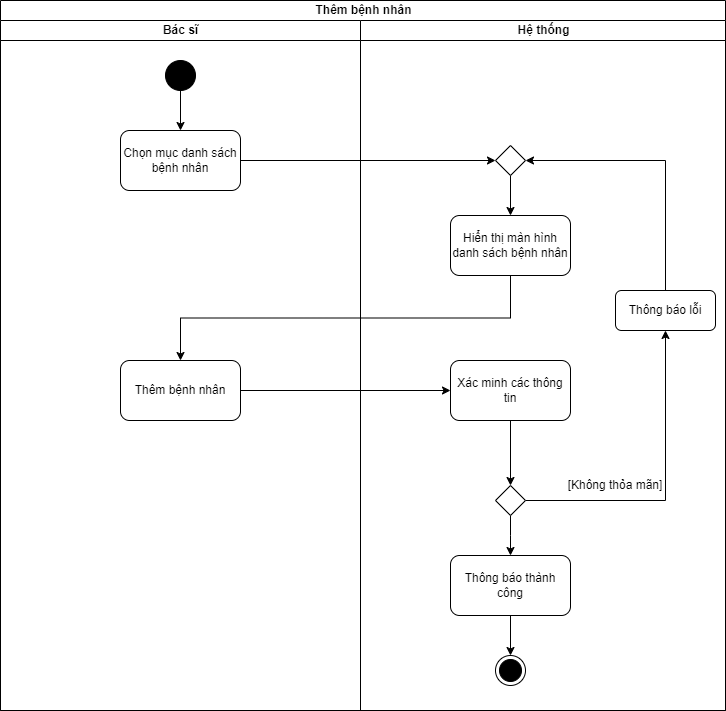 Thêm bệnh nhân
Bác sĩ
Hệ thống
Chọn mục danh sách
bệnh nhân
Hiển thị màn hình
danh sách bệnh nhân
Thông báo lỗi
Thêm bệnh nhân
Xác minh các thông
tin
[Không thỏa mãn]
Thông báo thành
công